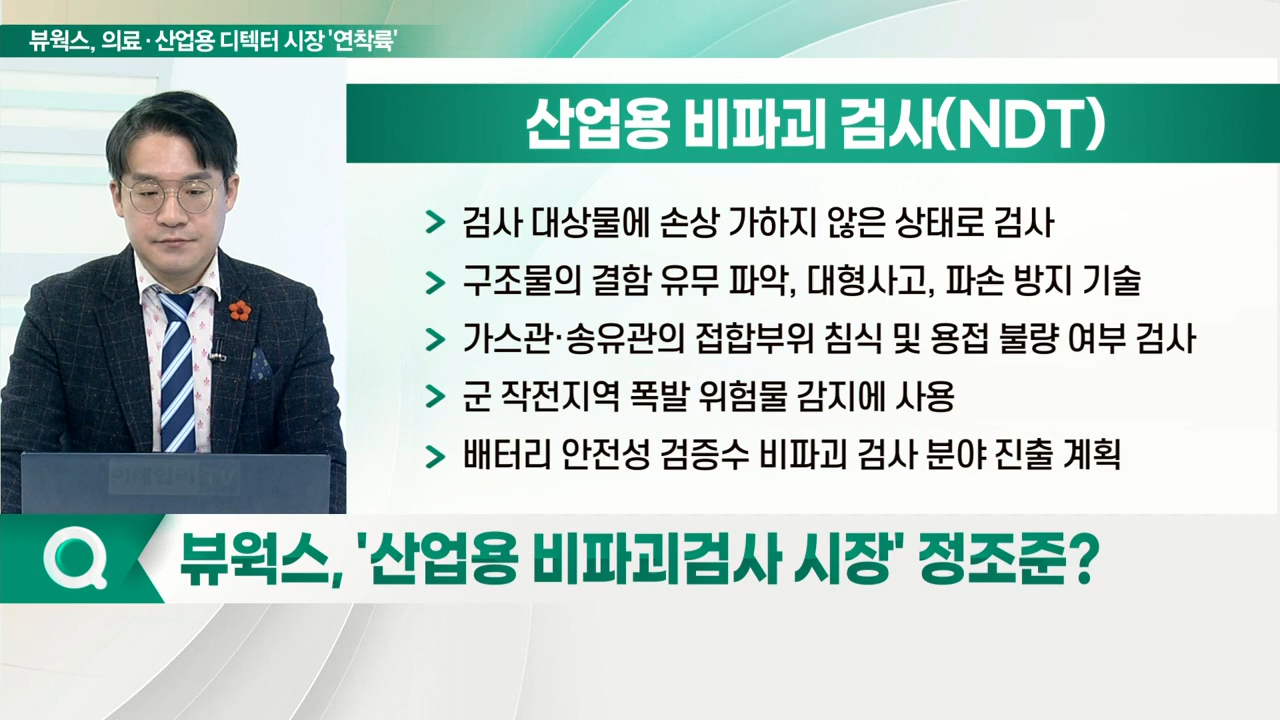 뷰웍스, 의료·산업용 디텍터 시장 '연착륙'
산업용 비파괴 검사(NDT)
검사 대상물에 손상 가하지 않은 상태로 검사
구조물의 결함 유무 파악, 대형사고, 파손 방지 기술
가스관·송유관의 접합부위 침식 및 용접 불량 여부 검사
군 작전지역 폭발 위험물 감지에 사용
배터리 안전성 검증수 비파괴 검사 분야 진출 계획
뷰웍스, '산업용 비파괴검사 시장' 정조준?